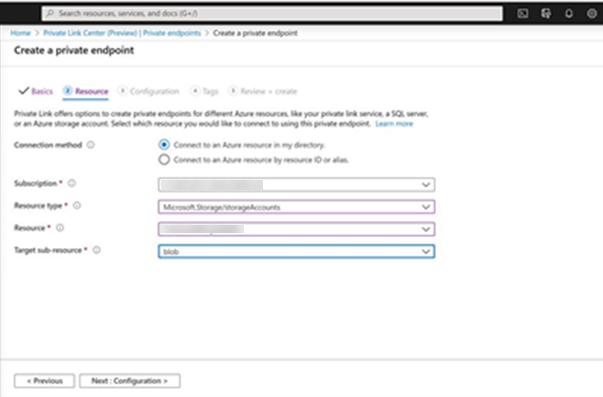 Search resources, services, and docs (G+/)
Home > Private Link Center (Preview) | Private endpoints > Create a private endpoint
Create a private endpoint
Basics 2 Resource 3 Configuration 4 Tags 5 Review + create
Private Link offers options to create private endpoints for different Azure resources, like your private link service, a SQL server,
or an Azure storage account. Select which resource you would like to connect to using this private endpoint. Learn more
Connection method
Connect to an Azure resource in my directory.
Connect to an Azure resource by resource ID or alias.
Subscription *
Resource type *
Microsoft.Storage/storageAccounts
Resource *
Target sub-resource *
blob
< Previous
Next : Configuration >